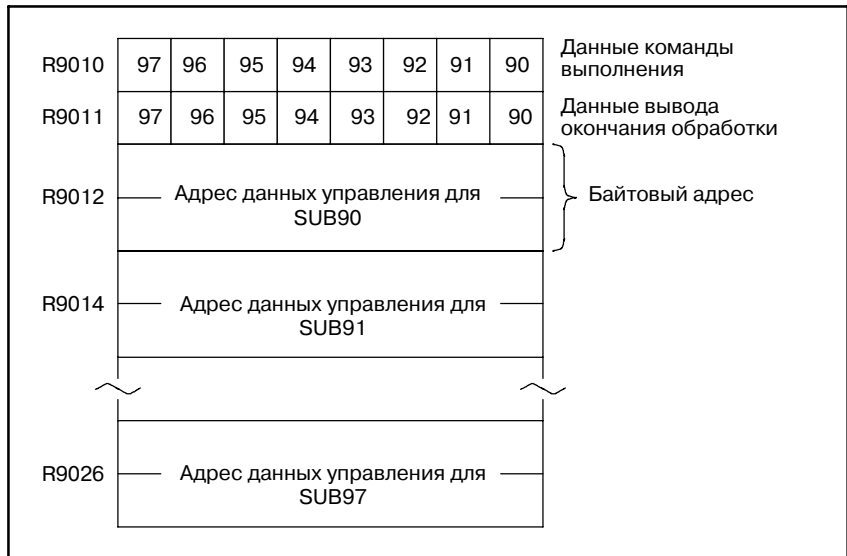 R9010 97 96 95 94 93 92 91 90 Данные команды
выполнения
R9011 97 96 95 94 93 92 91 90 Данные вывода
окончания обработки
R9012 Адрес данных управления для Байтовый адрес
SUB90
R9014 Адрес данных управления для
SUB91
R9026 Адрес данных управления для
SUB97